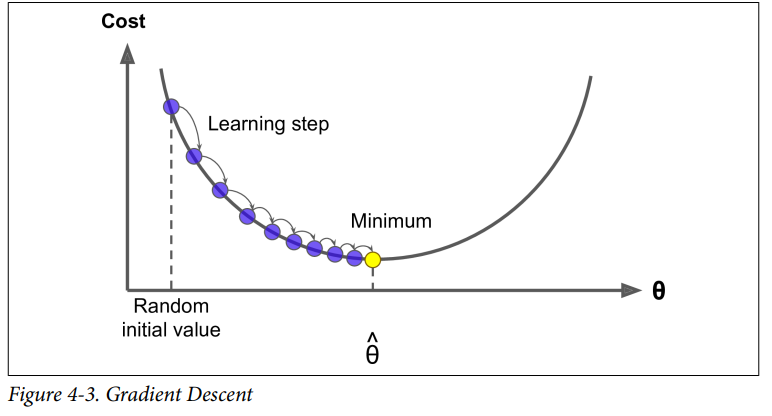 Cost
Learning step
Minimum
θ
Random
initial value
θ̂
Figure 4-3. Gradient Descent